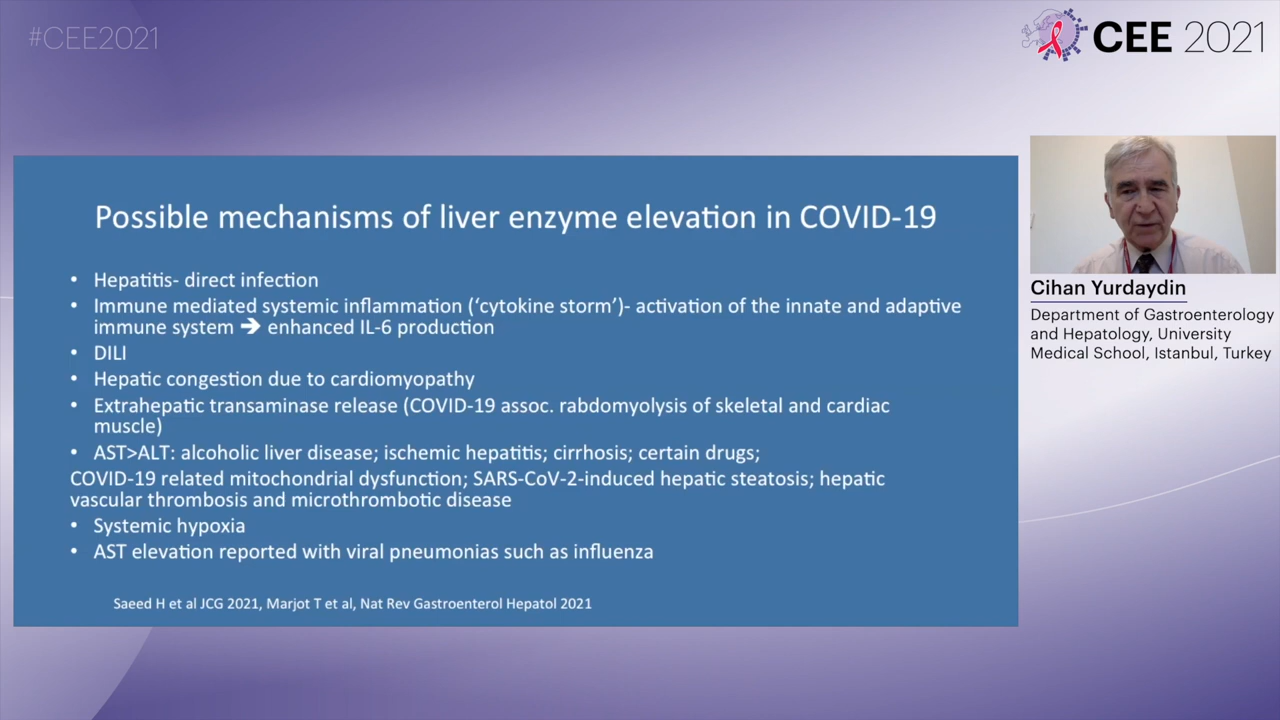 #CEE2021
CEE 2021
Possible mechanisms of liver enzyme elevation in COVID-19
• Hepatitis- direct infection
• Immune mediated systemic inflammation (‘cytokine storm’)- activation of the innate and adaptive
immune system ➔ enhanced IL-6 production
• DILI
• Hepatic congestion due to cardiomyopathy
• Extrahepatic transaminase release (COVID-19 assoc. rabdomyolysis of skeletal and cardiac
muscle)
• AST>ALT: alcoholic liver disease; ischemic hepatitis; cirrhosis; certain drugs;
COVID-19 related mitochondrial dysfunction; SARS-CoV-2-induced hepatic steatosis; hepatic
vascular thrombosis and microthrombotic disease
• Systemic hypoxia
• AST elevation reported with viral pneumonias such as influenza
Saeed H et al JCG 2021, Marjot T et al, Nat Rev Gastroenterol Hepatol 2021
Cihan Yurdaydin
Department of Gastroenterology
and Hepatology, University
Medical School, Istanbul, Turkey